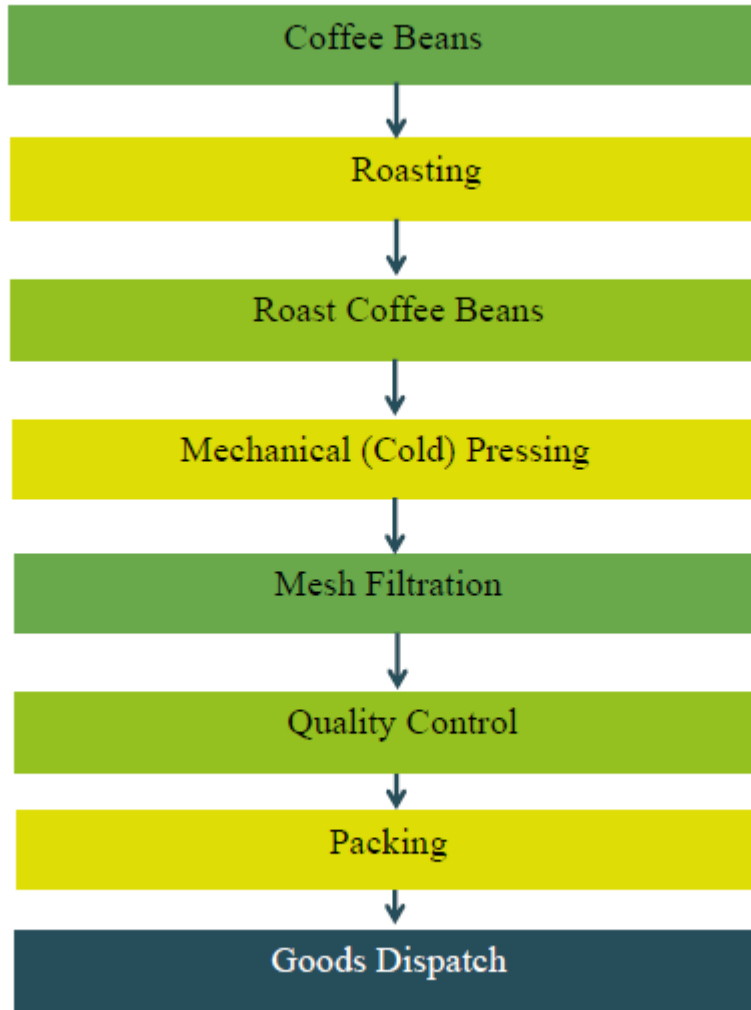 Coffee Beans
Roasting
Roast Coffee Beans
Mechanical (Cold) Pressing
Mesh Filtration
Quality Control
Packing
Goods Dispatch